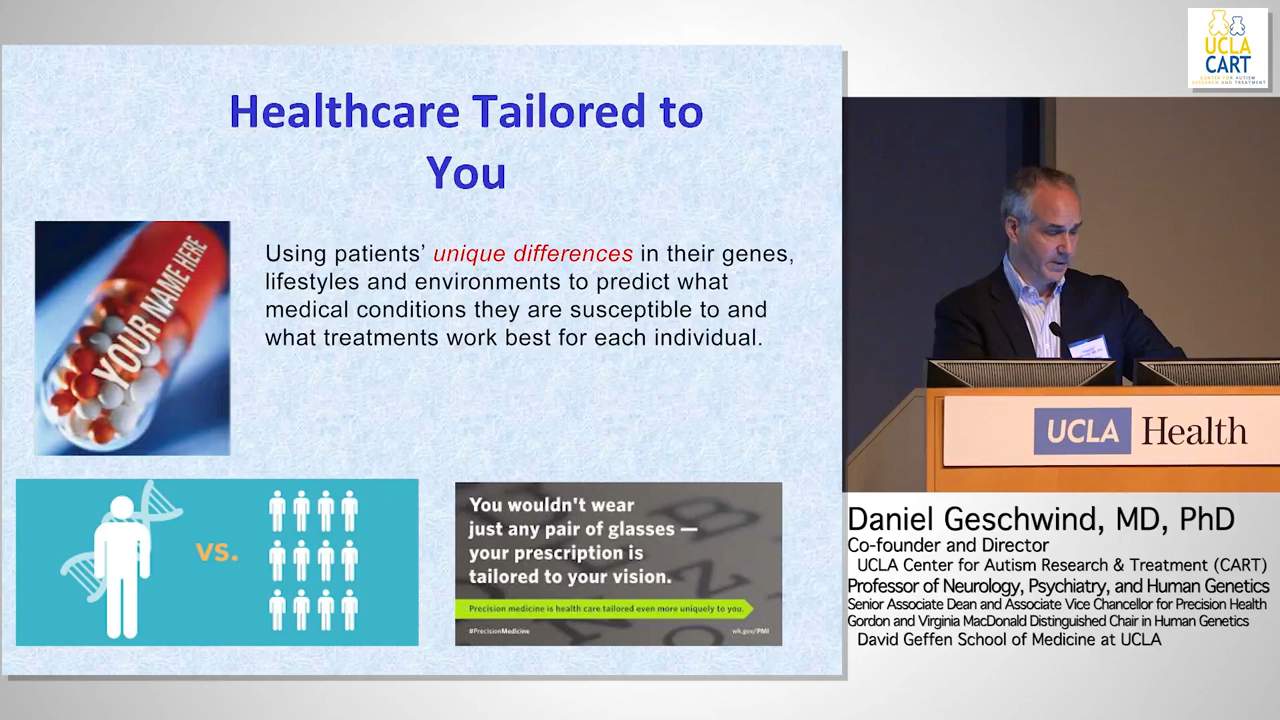 UCLA
CART
CENTER FOR AUTISM
RESEARCH AND TREATMENT
Healthcare Tailored to
You
YOUR NAME HERE
Using patients’ unique differences in their genes,
lifestyles and environments to predict what
medical conditions they are susceptible to and
what treatments work best for each individual.
vs.
You wouldn't wear
just any pair of glasses —
your prescription is
tailored to your vision.
Precision medicine is health care tailored even more uniquely to you.
#PrecisionMedicine
wh.gov/PMI
UCLA Health
Daniel Geschwind, MD, PhD
Co-founder and Director
UCLA Center for Autism Research & Treatment (CART)
Professor of Neurology, Psychiatry, and Human Genetics
Senior Associate Dean and Associate Vice Chancellor for Precision Health
Gordon and Virginia MacDonald Distinguished Chair in Human Genetics
David Geffen School of Medicine at UCLA